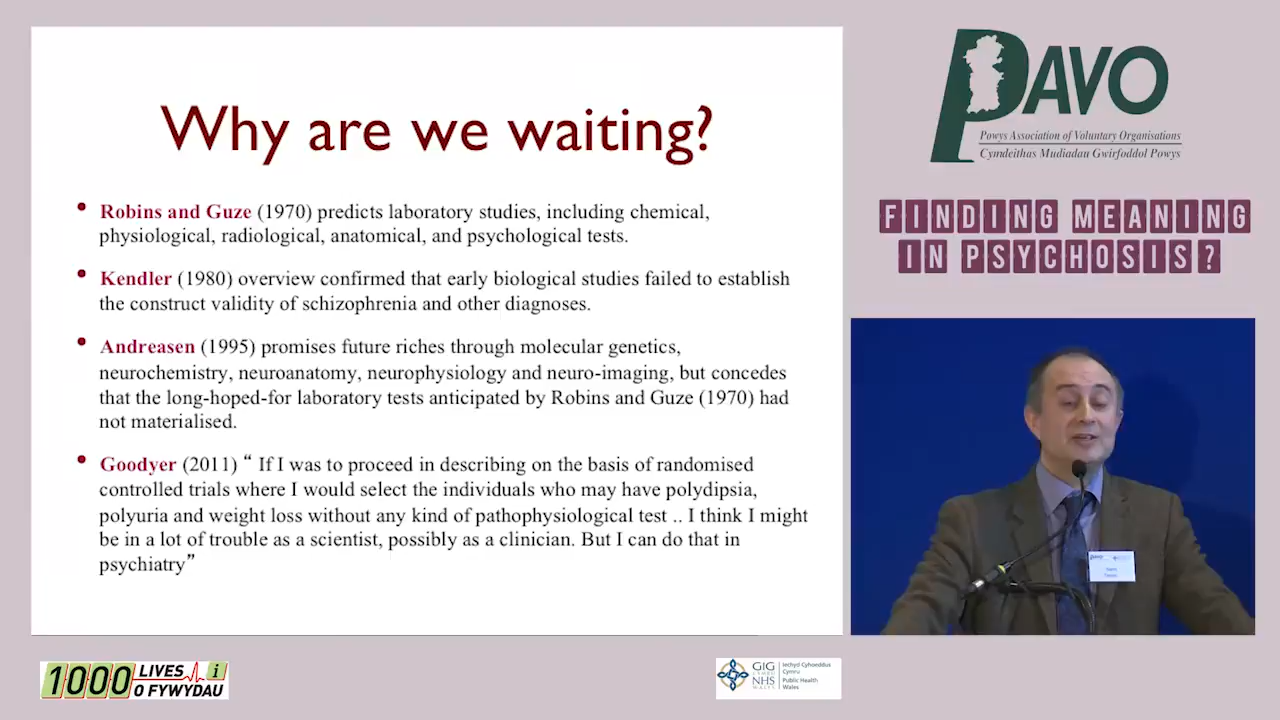 Why are we waiting?
• Robins and Guze (1970) predicts laboratory studies, including chemical,
physiological, radiological, anatomical, and psychological tests.
• Kendler (1980) overview confirmed that early biological studies failed to establish
the construct validity of schizophrenia and other diagnoses.
• Andreasen (1995) promises future riches through molecular genetics,
neurochemistry, neuroanatomy, neurophysiology and neuro-imaging, but concedes
that the long-hoped-for laboratory tests anticipated by Robins and Guze (1970) had
not materialised.
• Goodyer (2011) “ If I was to proceed in describing on the basis of randomised
controlled trials where I would select the individuals who may have polydipsia,
polyuria and weight loss without any kind of pathophysiological test .. I think I might
be in a lot of trouble as a scientist, possibly as a clinician. But I can do that in
psychiatry”
PAVO
Powys Association of Voluntary Organisations
Cymdeithas Mudiadau Gwirfoddol Powys
FINDING MEANING
IN PSYCHOSIS?
1000 LIVES i
O FYWYDAU
GIG
CYMRU
NHS
WALES
Iechyd Cyhoeddus
Cymru
Public Health
Wales